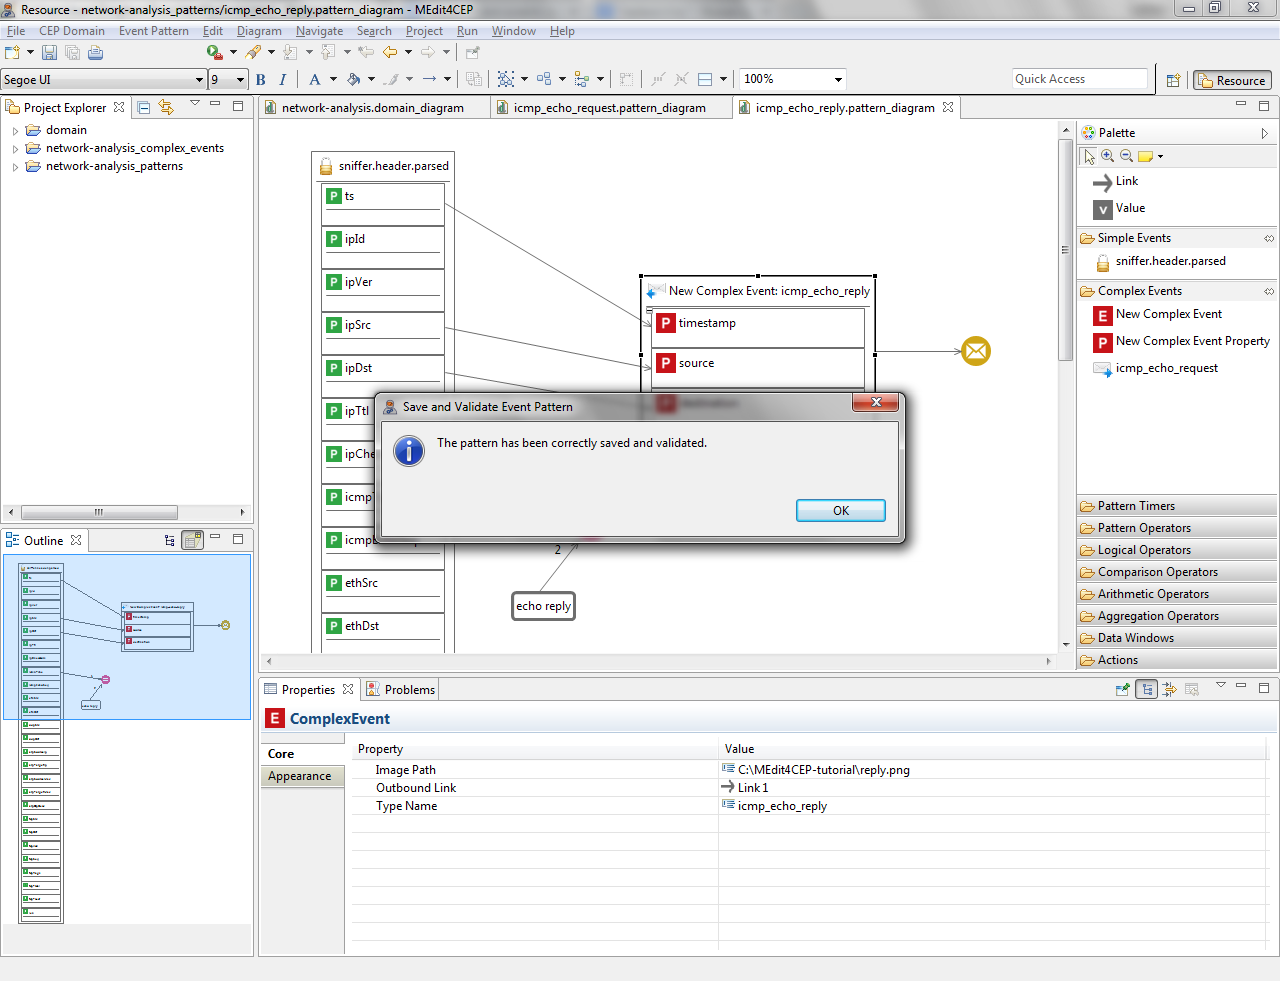 Resource - network-analysis_patterns/icmp_echo_reply.pattern_diagram - MEdit4CEP
File CEP Domain Event Pattern Edit Diagram Navigate Search Project Run Window Help
Segoe UI 9 B I A 100% Quick Access Resource
Project Explorer
domain
network-analysis_complex_events
network-analysis_patterns
network-analysis.domain_diagram icmp_echo_request.pattern_diagram icmp_echo_reply.pattern_diagram
sniffer.header.parsed
P ts
P ipId
P ipVer
P ipSrc
P ipDst
P ipTtl
P ipChe
P icmpT
P icmp
P ethSrc
P ethDst
New Complex Event: icmp_echo_reply
P timestamp
P source
2
echo reply
Save and Validate Event Pattern
The pattern has been correctly saved and validated.
OK
Palette
Link
V Value
Simple Events
sniffer.header.parsed
Complex Events
E New Complex Event
P New Complex Event Property
icmp_echo_request
Pattern Timers
Pattern Operators
Logical Operators
Comparison Operators
Arithmetic Operators
Aggregation Operators
Data Windows
Actions
Outline
Properties Problems
E ComplexEvent
Core
Appearance
Property Value
Image Path C:\MEdit4CEP-tutorial\reply.png
Outbound Link Link 1
Type Name icmp_echo_reply